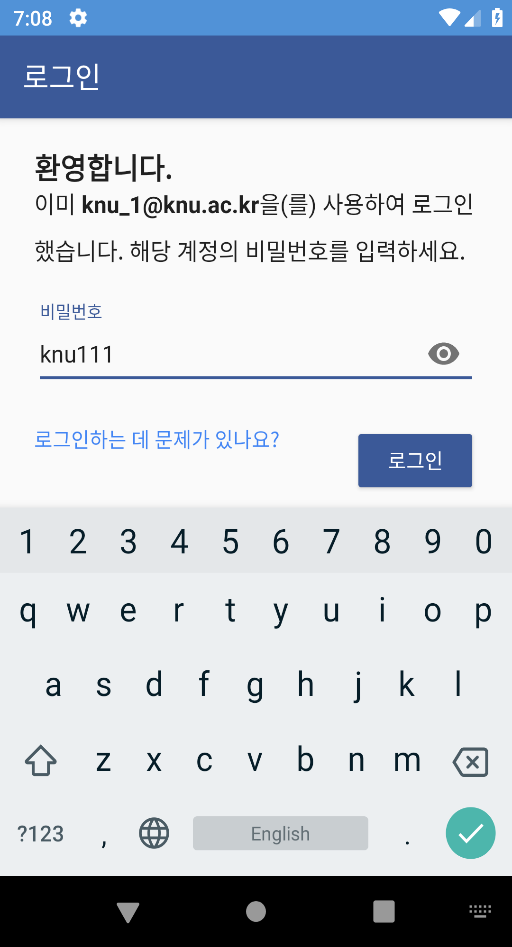 7:08
로그인
환영합니다.
이미 knu_1@knu.ac.kr을(를) 사용하여 로그인
했습니다. 해당 계정의 비밀번호를 입력하세요.
비밀번호
knu111
로그인하는 데 문제가 있나요?
로그인
1 2 3 4 5 6 7 8 9 0
q w e r t y u i o p
a s d f g h j k l
z x c v b n m
?123 , English .